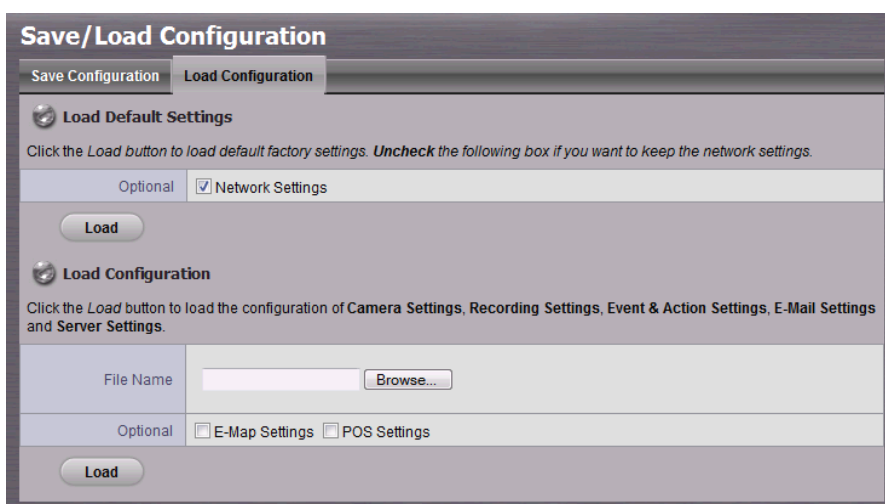 Save/Load Configuration
Save Configuration Load Configuration
Load Default Settings
Click the Load button to load default factory settings. Uncheck the following box if you want to keep the network settings.
Optional Network Settings
Load
Load Configuration
Click the Load button to load the configuration of Camera Settings, Recording Settings, Event & Action Settings, E-Mail Settings
and Server Settings.
File Name Browse...
Optional E-Map Settings POS Settings
Load